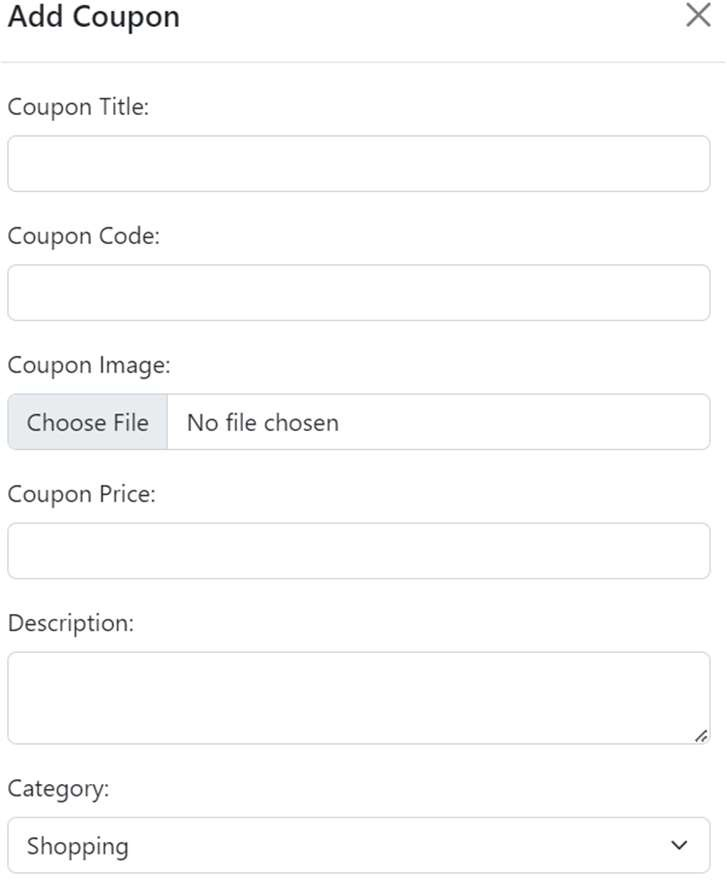 Add Coupon
Coupon Title:
Coupon Code:
Coupon Image:
Choose File No file chosen
Coupon Price:
Description:
Category:
Shopping